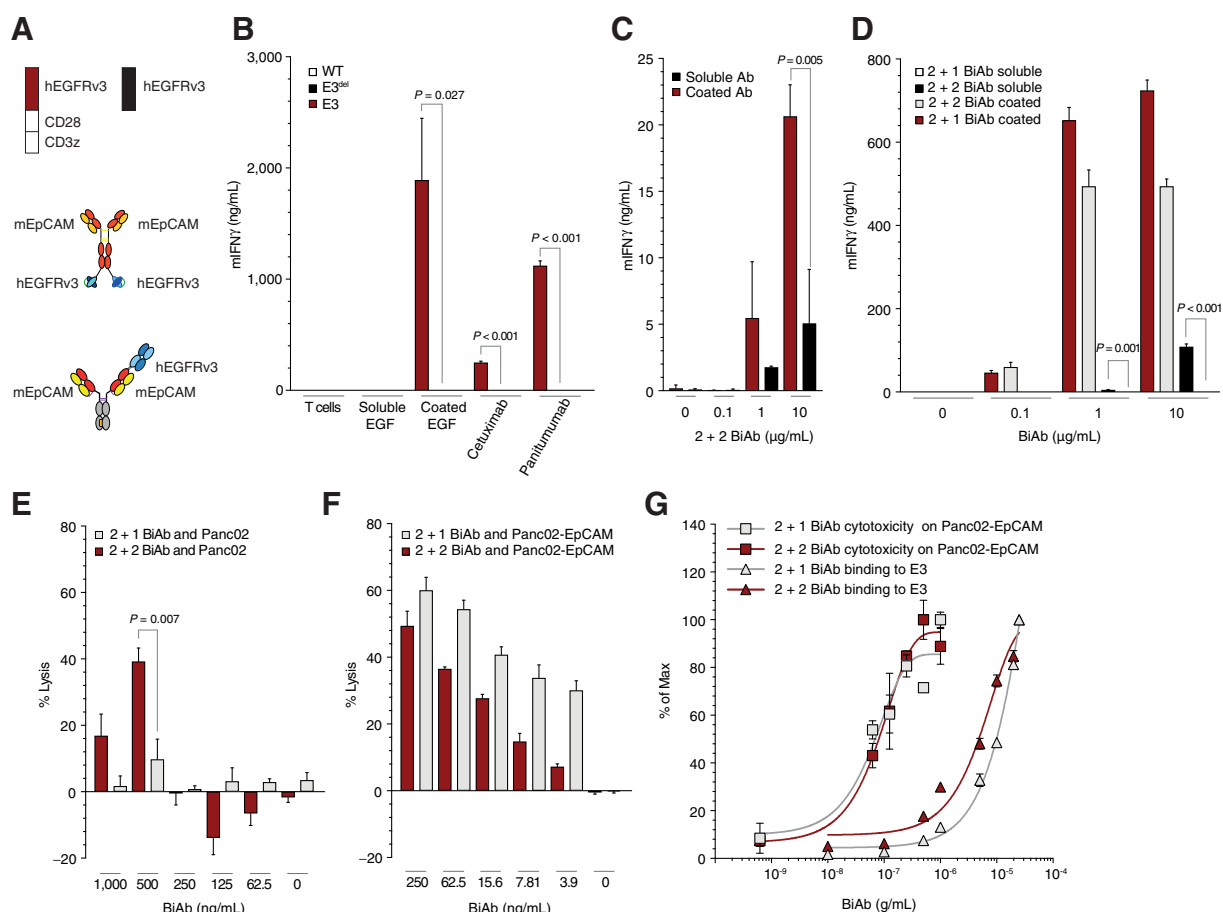 A
hEGFRv3
hEGFRv3
CD28
CD3z
mEpCAM
mEpCAM
hEGFRv3
hEGFRv3
hEGFRv3
mEpCAM
mEpCAM
B
WT
E3del
E3
mIFNγ (ng/mL)
3,000
2,000
1,000
0
P = 0.027
P < 0.001
P < 0.001
T cells
Soluble EGF
Coated EGF
Cetuximab
Panitumumab
C
Soluble Ab
Coated Ab
P = 0.005
mIFNγ (ng/mL)
25
20
15
10
5
0
0 0.1 1 10
2 + 2 BiAb (µg/mL)
D
2 + 1 BiAb soluble
2 + 2 BiAb soluble
2 + 2 BiAb coated
2 + 1 BiAb coated
mIFNγ (ng/mL)
800
600
400
200
0
P = 0.001
P < 0.001
0 0.1 1 10
BiAb (µg/mL)
E
2 + 1 BiAb and Panc02
2 + 2 BiAb and Panc02
P = 0.007
% Lysis
80
60
40
20
0
–20
1,000 500 250 125 62.5 0
BiAb (ng/mL)
F
2 + 1 BiAb and Panc02-EpCAM
2 + 2 BiAb and Panc02-EpCAM
% Lysis
80
60
40
20
0
–20
250 62.5 15.6 7.81 3.9 0
BiAb (ng/mL)
G
2 + 1 BiAb cytotoxicity on Panc02-EpCAM
2 + 2 BiAb cytotoxicity on Panc02-EpCAM
2 + 1 BiAb binding to E3
2 + 2 BiAb binding to E3
% of Max
140
120
100
80
60
40
20
0
10-9 10-8 10-7 10-6 10-5 10-4
BiAb (g/mL)